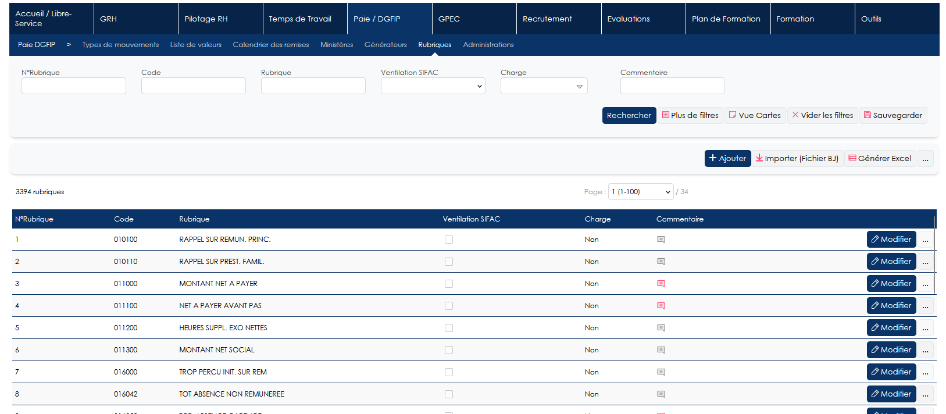 Accueil / Libre-Service GRH Pilotage RH Temps de Travail Paie / DGFIP GPEC Recrutement Evaluations Plan de Formation Formation Outils
Paie DGFIP > Types de mouvements Liste de valeurs Calendrier des remises Ministères Générateurs Rubriques Administrations
N°Rubrique Code Rubrique Ventilation SIFAC Charge Commentaire
Rechercher Plus de filtres Vue Cartes Vider les filtres Sauvegarder
+ Ajouter Importer (Fichier BJ) Générer Excel ...
3394 rubriques Page : 1 (1-100) / 34
N°Rubrique Code Rubrique Ventilation SIFAC Charge Commentaire
1 010100 RAPPEL SUR REMUN. PRINC. Non Modifier ...
2 010110 RAPPEL SUR PREST. FAMIL. Non Modifier ...
3 011000 MONTANT NET A PAYER Non Modifier ...
4 011100 NET A PAYER AVANT PAS Non Modifier ...
5 011200 HEURES SUPPL. EXO NETTES Non Modifier ...
6 011300 MONTANT NET SOCIAL Non Modifier ...
7 016000 TROP PERCU INIT. SUR REM Non Modifier ...
8 016042 TOT ABSENCE NON REMUNEREE Non Modifier ...